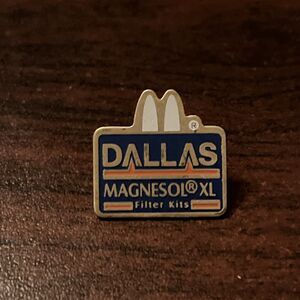 ®
DALLAS
MAGNESOL® XL
Filter Kits